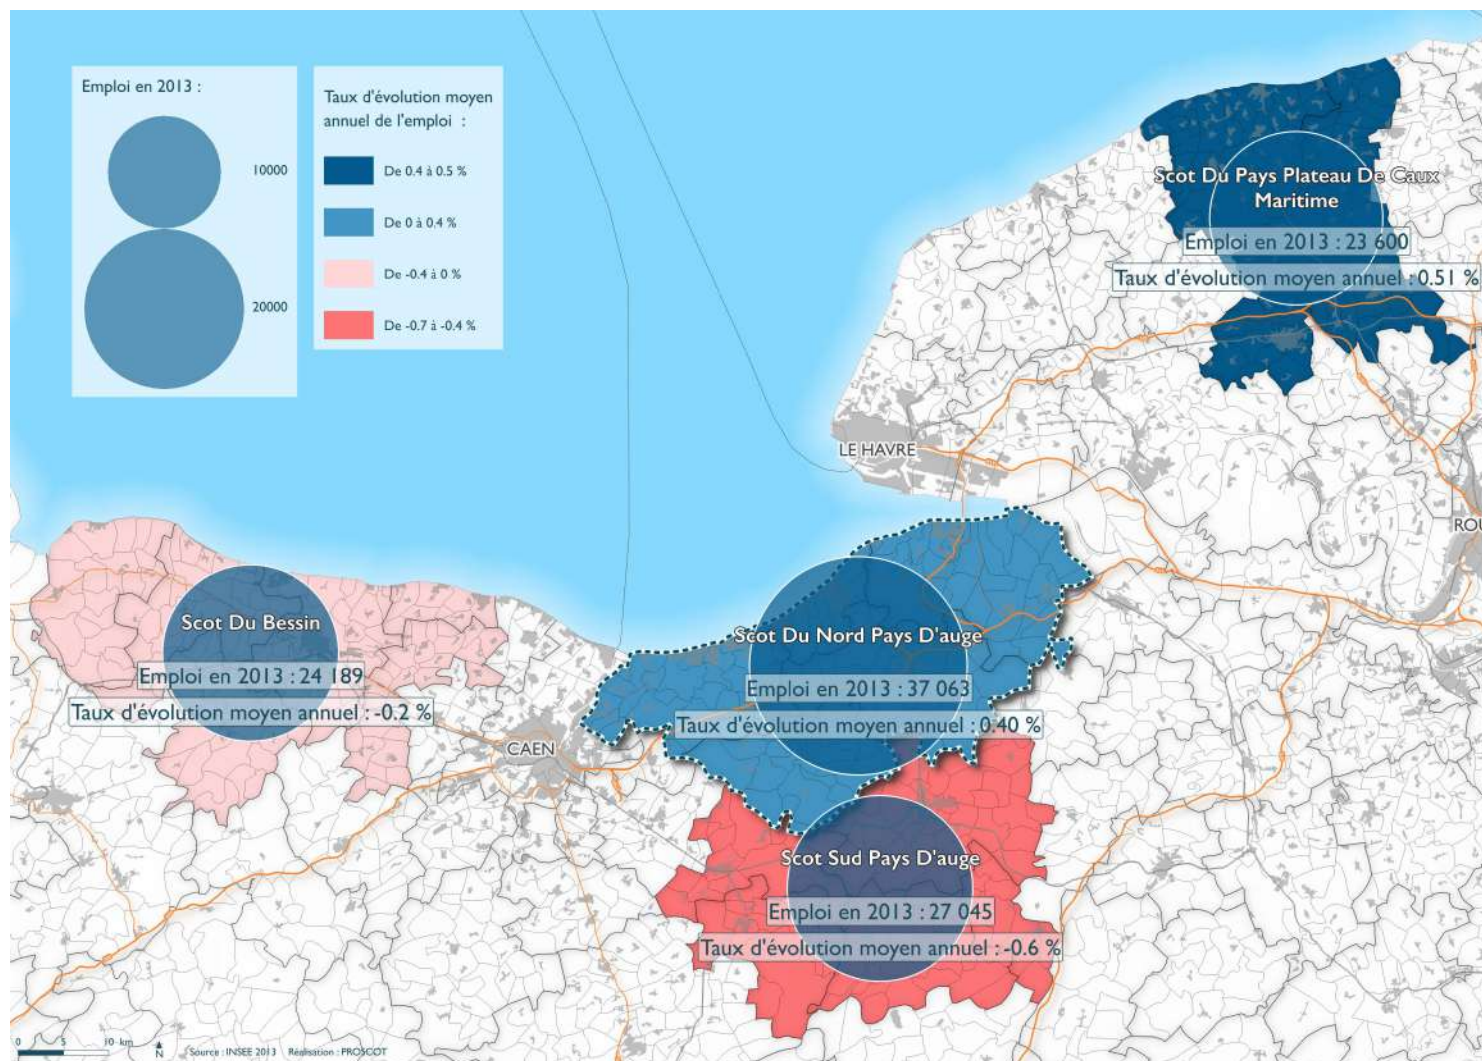 Emploi en 2013 :
10000
20000
Taux d'évolution moyen
annuel de l'emploi :
De 0.4 à 0.5 %
De 0 à 0.4 %
De -0.4 à 0 %
De -0.7 à -0.4 %
Scot Du Pays Plateau De Caux
Maritime
Emploi en 2013 : 23 600
Taux d'évolution moyen annuel : 0.51 %
LE HAVRE
ROU
Scot Du Bessin
Emploi en 2013 : 24 189
Taux d'évolution moyen annuel : -0.2 %
CAEN
Scot Du Nord Pays D'auge
Emploi en 2013 : 37 063
Taux d'évolution moyen annuel : 0.40 %
Scot Sud Pays D'auge
Emploi en 2013 : 27 045
Taux d'évolution moyen annuel : -0.6 %
0 5 10 km
N
Source : INSEE 2013 Réalisation : PROSCOT